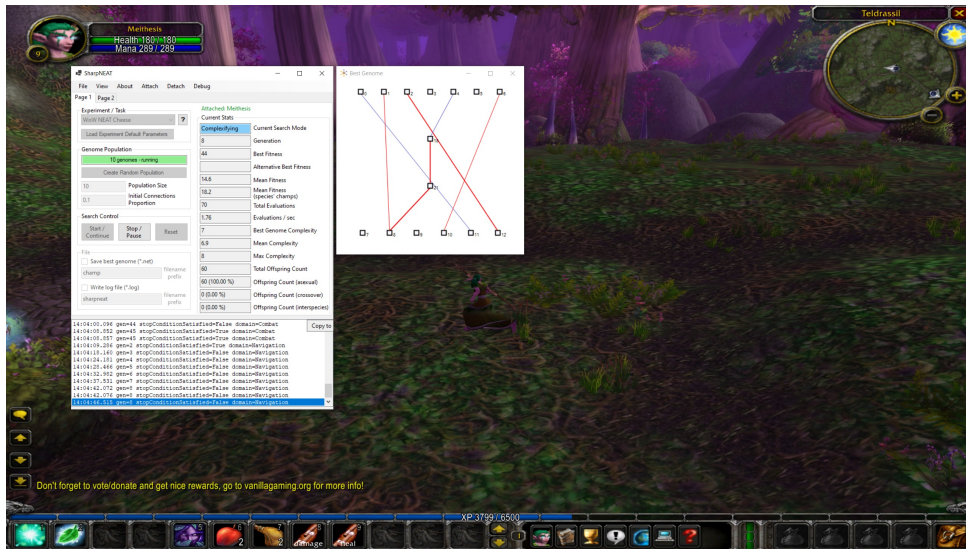 Melthesis
Health 180 / 180
Mana 289 / 289
9
Teldrassil
N
SharpNEAT
File View About Attach Detach Debug
Page 1 Page 2
Experiment / Task
WoW NEAT Cheese
?
Load Experiment Default Parameters
Genome Population
10 genomes - running
Create Random Population
10 Population Size
0.1 Initial Connections Proportion
Search Control
Start / Continue
Stop / Pause
Reset
File
Save best genome (*.net)
champ filename prefix
Write log file (*.log)
sharpneat filename prefix
Attached: Melthesis
Current Stats
Complexifying Current Search Mode
8 Generation
44 Best Fitness
Alternative Best Fitness
14.6 Mean Fitness
18.2 Mean Fitness (species' champs)
70 Total Evaluations
1.76 Evaluations / sec
7 Best Genome Complexity
6.9 Mean Complexity
8 Max Complexity
60 Total Offspring Count
60 (100.00 %) Offspring Count (asexual)
0 (0.00 %) Offspring Count (crossover)
0 (0.00 %) Offspring Count (interspecies)
Copy to
14:04:00.096 gen=44 stopConditionSatisfied=False domain=Combat
14:04:08.852 gen=45 stopConditionSatisfied=True domain=Combat
14:04:08.857 gen=45 stopConditionSatisfied=True domain=Combat
14:04:09.286 gen=2 stopConditionSatisfied=True domain=Navigation
14:04:18.160 gen=3 stopConditionSatisfied=False domain=Navigation
14:04:24.181 gen=4 stopConditionSatisfied=False domain=Navigation
14:04:28.466 gen=5 stopConditionSatisfied=False domain=Navigation
14:04:32.982 gen=6 stopConditionSatisfied=False domain=Navigation
14:04:37.531 gen=7 stopConditionSatisfied=False domain=Navigation
14:04:42.072 gen=8 stopConditionSatisfied=False domain=Navigation
14:04:42.076 gen=8 stopConditionSatisfied=False domain=Navigation
14:04:46.515 gen=8 stopConditionSatisfied=False domain=Navigation
Best Genome
0 1 2 3 4 5 6
21
7 8 9 10 11 12
Don't forget to vote/donate and get nice rewards, go to vanillagaming.org for more info!
XP 3799 / 6500
5 6 7 8 9
2 2 damage heal
1